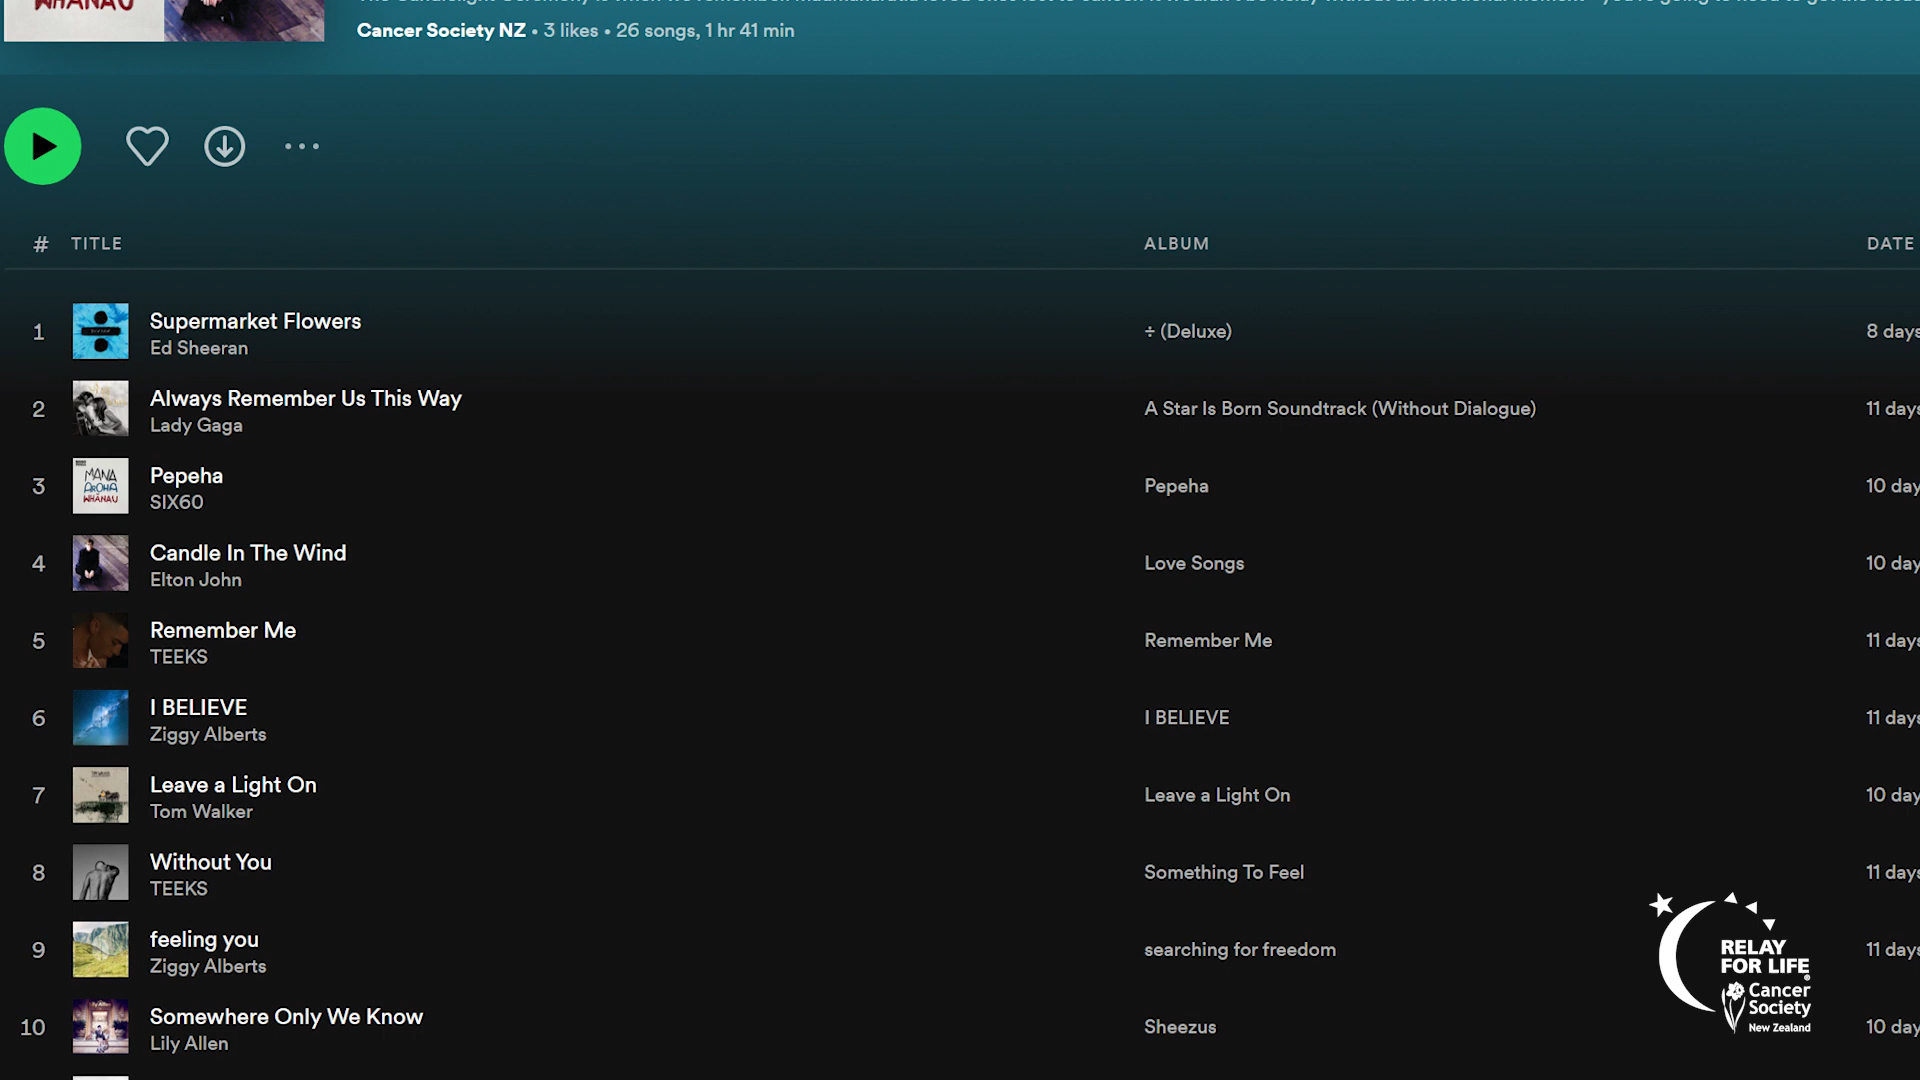 WHĀNAU
Cancer Society NZ • 3 likes • 26 songs, 1 hr 41 min
# TITLE ALBUM DATE
1 Supermarket Flowers ÷ (Deluxe) 8 days
Ed Sheeran
2 Always Remember Us This Way A Star Is Born Soundtrack (Without Dialogue) 11 days
Lady Gaga
MANA
AROHA
WHĀNAU
3 Pepeha Pepeha 10 day
SIX60
4 Candle In The Wind Love Songs 10 day
Elton John
5 Remember Me Remember Me 11 days
TEEKS
6 I BELIEVE I BELIEVE 11 days
Ziggy Alberts
7 Leave a Light On Leave a Light On 10 day
Tom Walker
8 Without You Something To Feel 11 days
TEEKS
9 feeling you searching for freedom 11 days
Ziggy Alberts
10 Somewhere Only We Know Sheezus 10 day
Lily Allen
RELAY
FOR LIFE
Cancer
Society
New Zealand